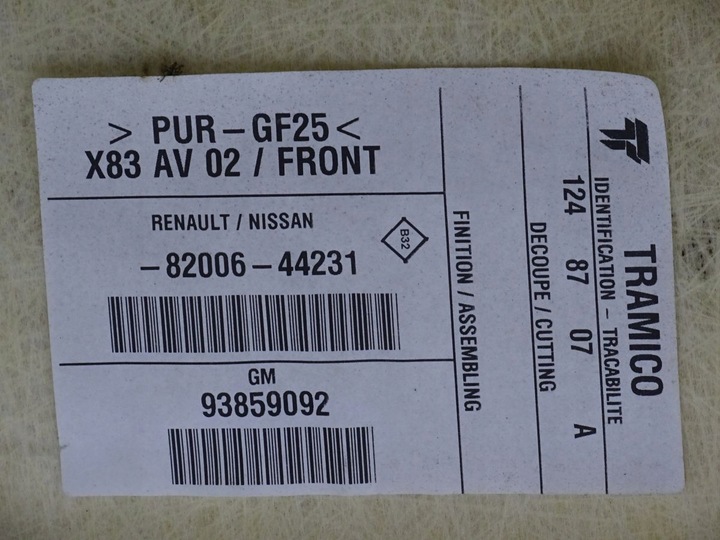 > PUR-GF25<
X83 AV 02 / FRONT
RENAULT / NISSAN
B32
-82006-44231
GM
93859092
FINITION / ASSEMBLING
DECOUPE / CUTTING
124 87 07 A
IDENTIFICATION - TRACABILITE
TRAMICO